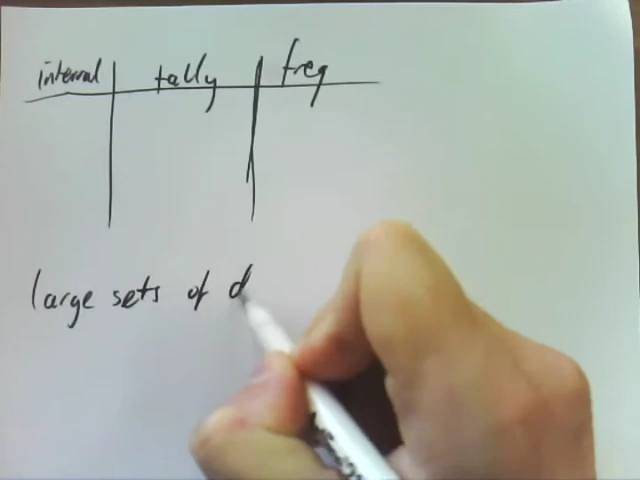 interval tally freq
large sets of d